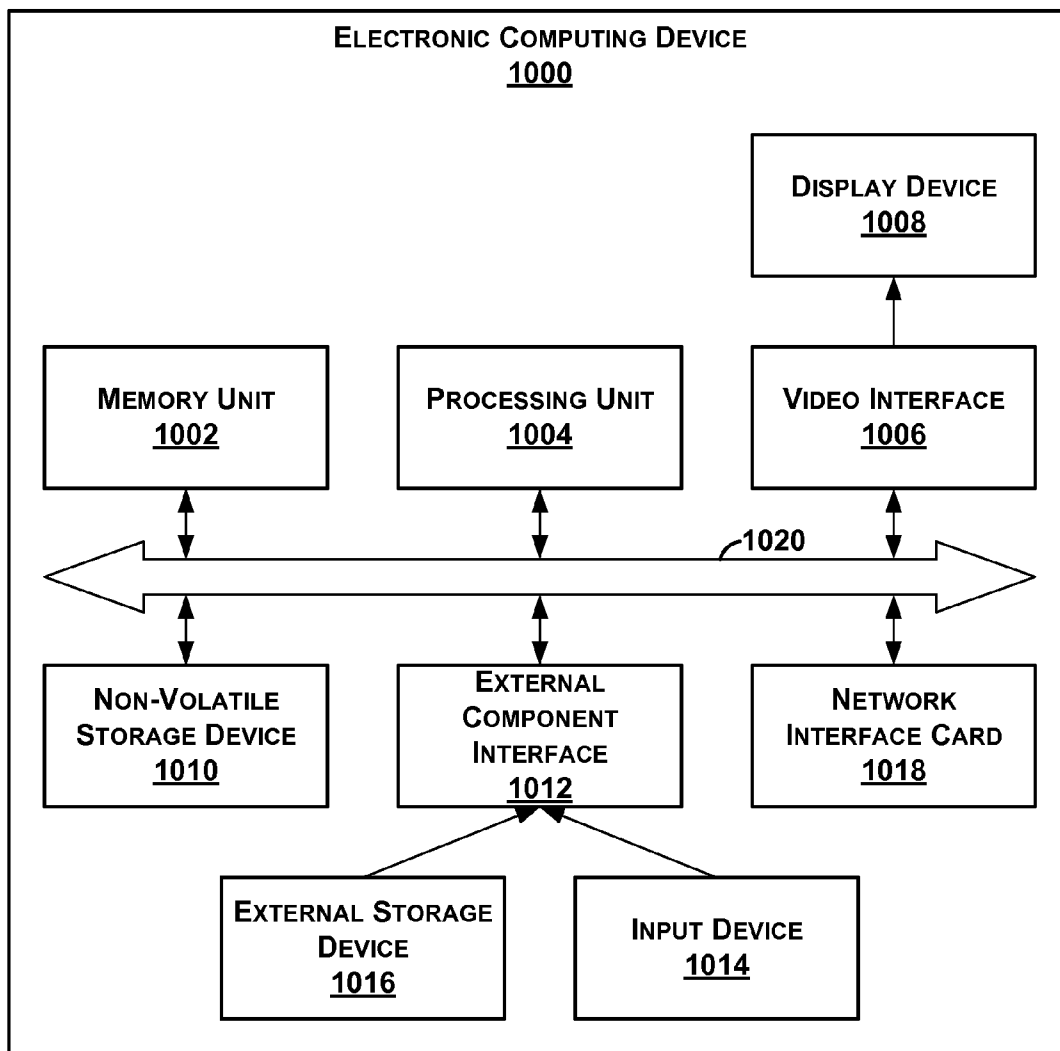 ELECTRONIC COMPUTING DEVICE
1000
DISPLAY DEVICE
1008
MEMORY UNIT
1002
PROCESSING UNIT
1004
VIDEO INTERFACE
1006
1020
NON-VOLATILE
STORAGE DEVICE
1010
EXTERNAL
COMPONENT
INTERFACE
1012
NETWORK
INTERFACE CARD
1018
EXTERNAL STORAGE
DEVICE
1016
INPUT DEVICE
1014